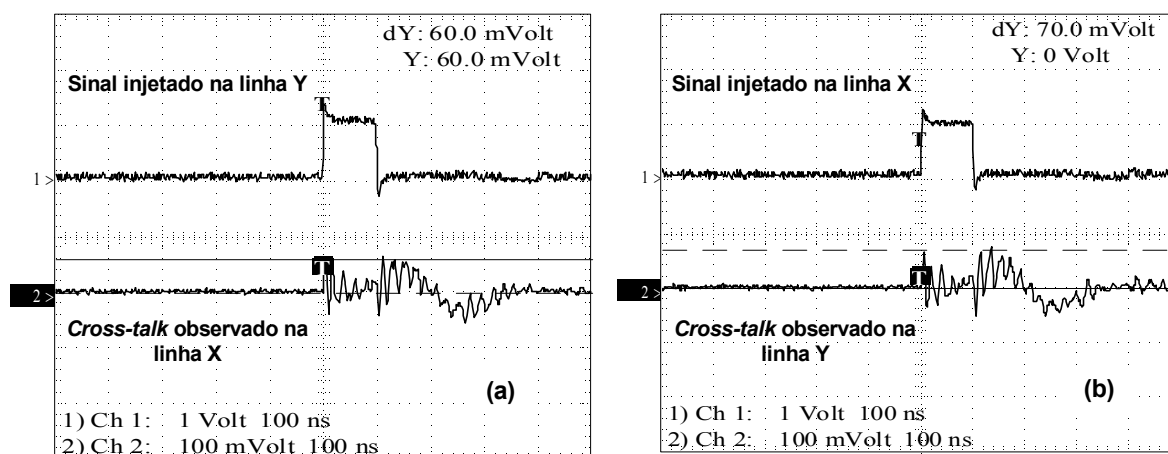 dY: 60.0 mVolt
Y: 60.0 mVolt
Sinal injetado na linha Y
T
1 >
T
2 >
Cross-talk observado na
linha X
(a)
1) Ch 1: 1 Volt 100 ns
2) Ch 2: 100 mVolt 100 ns
dY: 70.0 mVolt
Y: 0 Volt
Sinal injetado na linha X
T
1 >
T
2 >
Cross-talk observado na
linha Y
(b)
1) Ch 1: 1 Volt 100 ns
2) Ch 2: 100 mVolt 100 ns